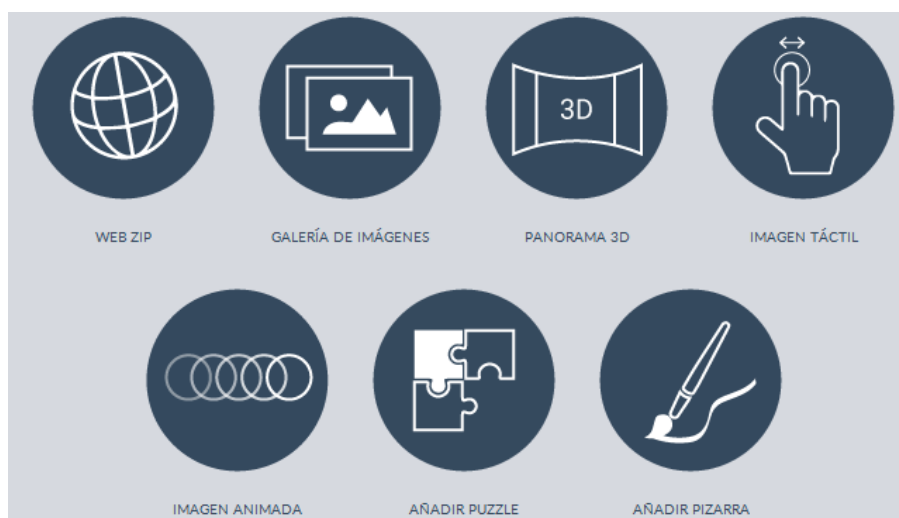 3D
WEB ZIP
GALERÍA DE IMÁGENES
PANORAMA 3D
IMAGEN TÁCTIL
IMAGEN ANIMADA
AÑADIR PUZZLE
AÑADIR PIZARRA